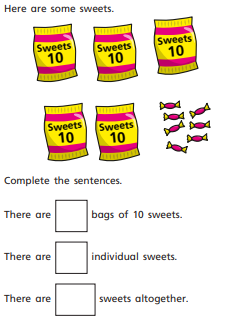 Here are some sweets.
Sweets
10
Sweets
10
Sweets
10
Sweets
10
Sweets
10
Complete the sentences.
There are bags of 10 sweets.
There are individual sweets.
There are sweets altogether.